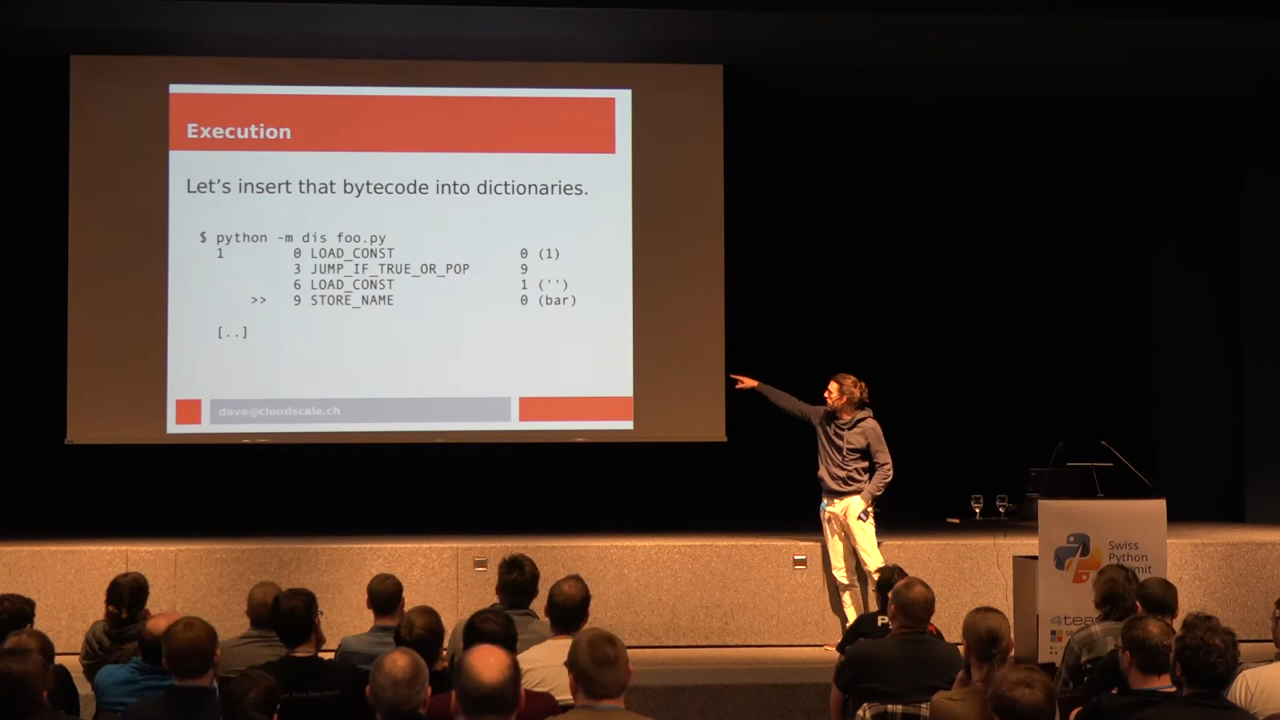 Execution
Let's insert that bytecode into dictionaries.
$ python -m dis foo.py
1 0 LOAD_CONST 0 (1)
3 JUMP_IF_TRUE_OR_POP 9
6 LOAD_CONST 1 ('')
>> 9 STORE_NAME 0 (bar)
[..]
dave@cloudscale.ch
Swiss
Python